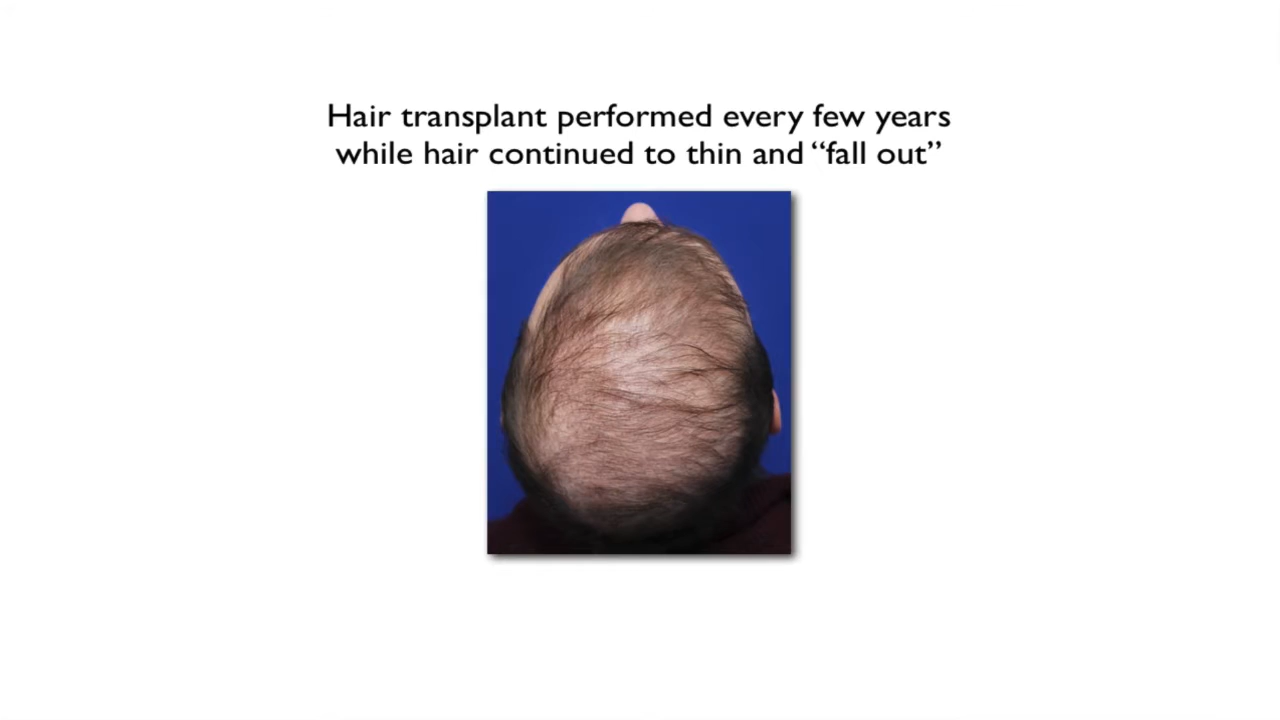 Hair transplant performed every few years
while hair continued to thin and “fall out”